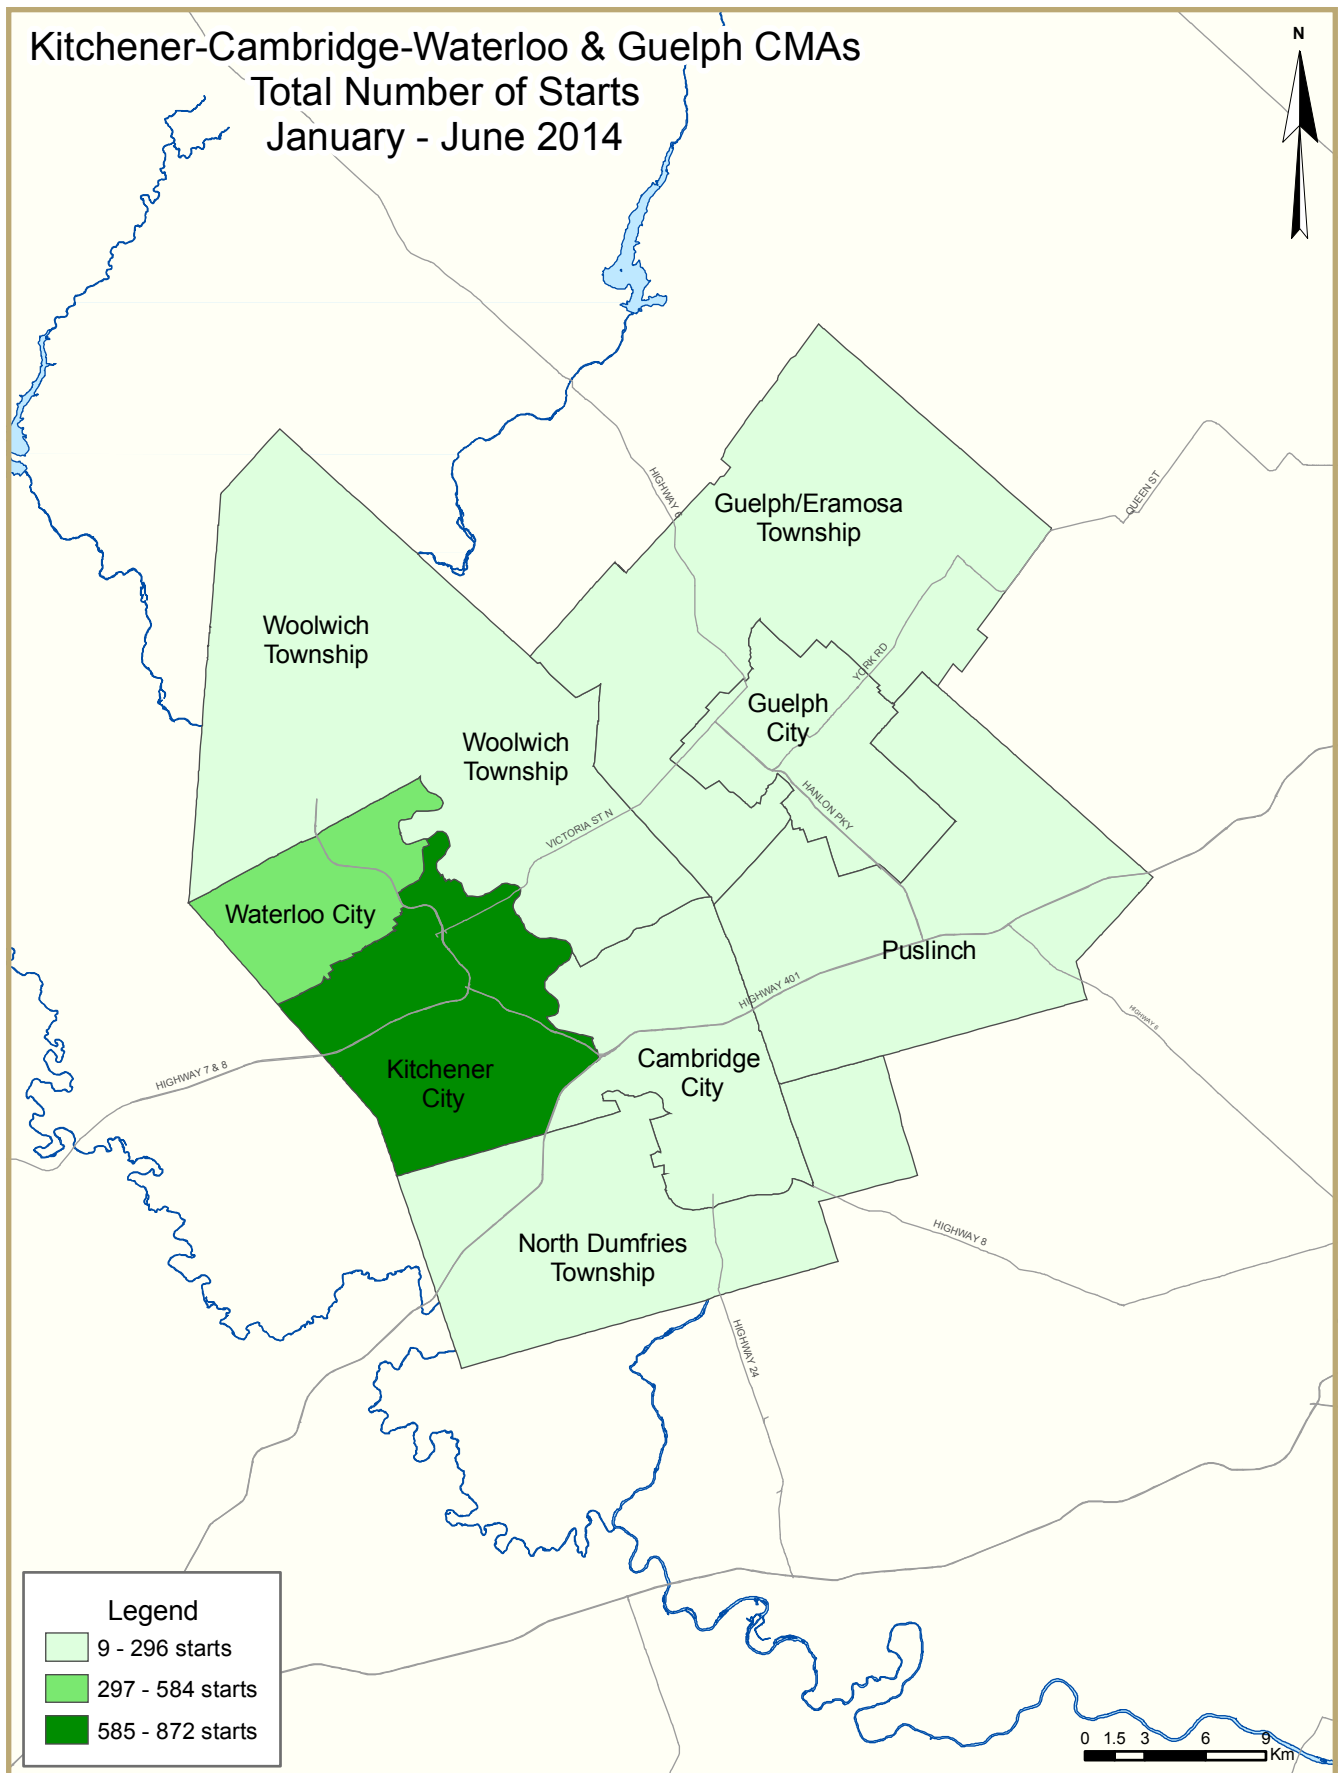 Kitchener-Cambridge-Waterloo & Guelph CMAs
Total Number of Starts
January - June 2014
N
HIGHWAY 6
Guelph/Eramosa
Township
QUEEN ST
Woolwich
Township
YORK RD
Guelph
City
Woolwich
Township
HANLON PKY
VICTORIA ST N
Waterloo City
Puslinch
HIGHWAY 401
HIGHWAY 6
Cambridge
City
Kitchener
City
HIGHWAY 7 & 8
HIGHWAY 8
North Dumfries
Township
HIGHWAY 24
Legend
9 - 296 starts
297 - 584 starts
585 - 872 starts
0 1.5 3 6 9
Km